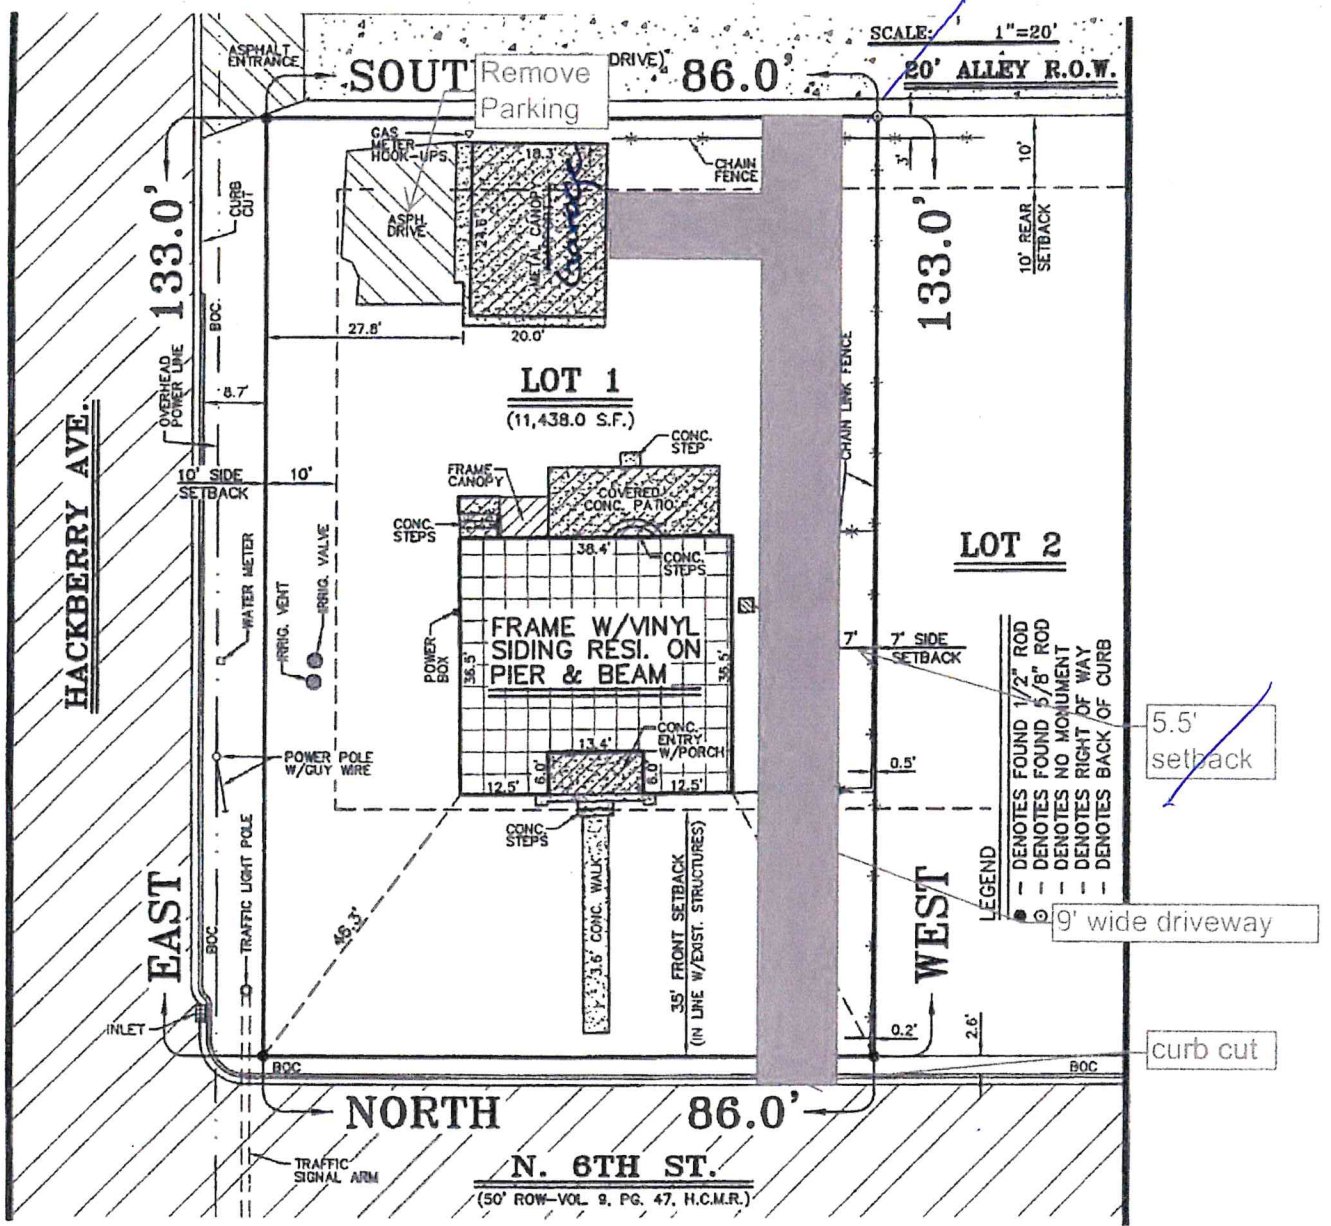 SCALE: 1"=20'
20' ALLEY R.O.W.
ASPHALT
ENTRANCE
SOUT
DRIVE)
86.0'
Remove
Parking
GAS
METER
HOOK-UPS
18.3'
CHAIN
FENCE
3'
10'
10' REAR
SETBACK
133.0'
CURB
CUT
ASPH.
DRIVE
24.6'
METAL CANOPY
Garage
133.0'
BOC
27.8'
20.0'
OVERHEAD
POWER LINE
8.7'
LOT 1
(11,438.0 S.F.)
CHAIN LINK FENCE
CONC.
STEP
HACKBERRY AVE.
10' SIDE
SETBACK
10'
FRAME
CANOPY
COVERED
CONC. PATIO
CONC.
STEPS
38.4'
CONC.
STEPS
LOT 2
WATER METER
IRRIG. VENT
IRRIG. VALVE
POWER
BOX
36.5'
FRAME W/VINYL
SIDING RESI. ON
PIER & BEAM
35.5'
7'
7' SIDE
SETBACK
5.5'
setback
CONC.
ENTRY
W/PORCH
13.4'
6.0'
6.0'
12.5'
12.5'
0.5'
POWER POLE
W/GUY WIRE
CONC.
STEPS
LEGEND
- DENOTES FOUND 1/2" ROD
- DENOTES FOUND 5/8" ROD
- DENOTES NO MONUMENT
- DENOTES RIGHT OF WAY
- DENOTES BACK OF CURB
TRAFFIC LIGHT POLE
EAST
BOC
46.3'
3.6' CONC. WALK
35' FRONT SETBACK
(IN LINE W/EXIST. STRUCTURES)
WEST
9' wide driveway
INLET
0.2'
2.6'
curb cut
BOC
BOC
NORTH
86.0'
TRAFFIC
SIGNAL ARM
N. 6TH ST.
(50' ROW-VOL 9, PG. 47, H.C.M.R.)